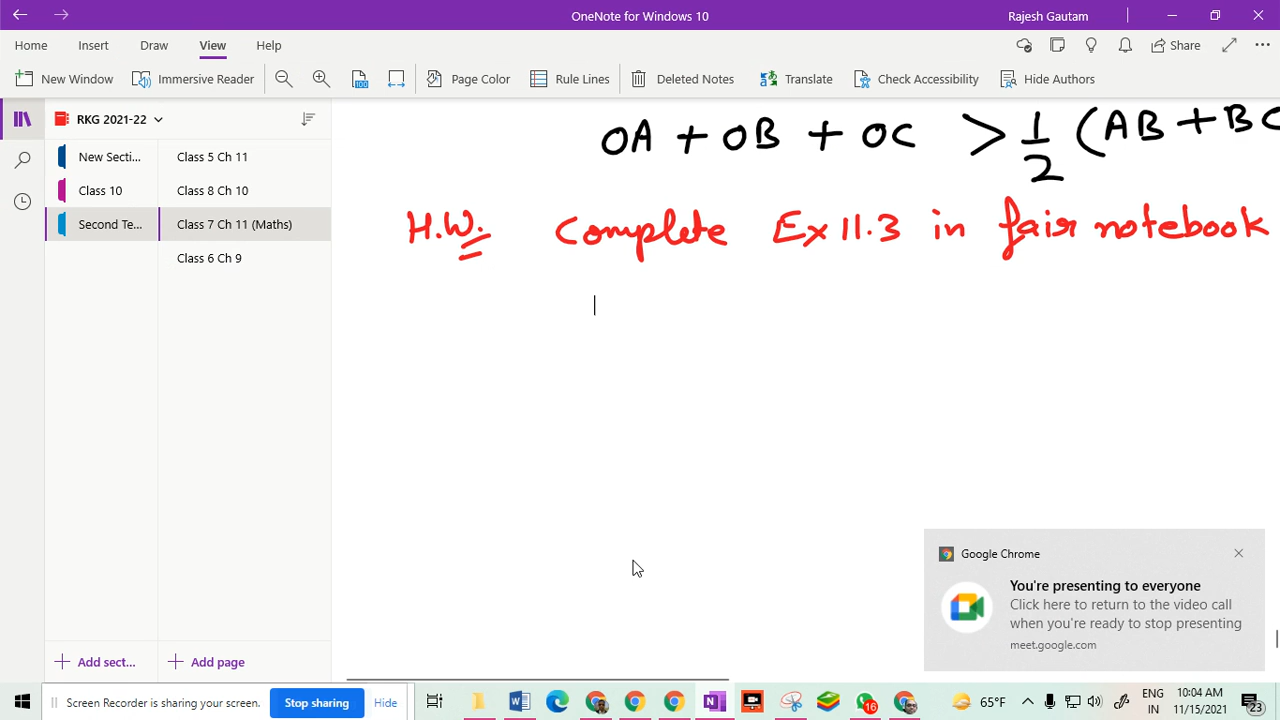 OneNote for Windows 10
Rajesh Gautam
Home Insert Draw View Help
Share
New Window Immersive Reader Page Color Rule Lines Deleted Notes Translate Check Accessibility Hide Authors
RKG 2021-22
New Secti...
Class 10
Second Te...
Class 5 Ch 11
Class 8 Ch 10
Class 7 Ch 11 (Maths)
Class 6 Ch 9
OA + OB + OC > 1/2 (AB + BC
H.W. Complete Ex 11.3 in fair notebook
Google Chrome
You're presenting to everyone
Click here to return to the video call
when you're ready to stop presenting
meet.google.com
Add sect... Add page
Screen Recorder is sharing your screen. Stop sharing Hide
16
65°F
ENG
IN
10:04 AM
11/15/2021
23